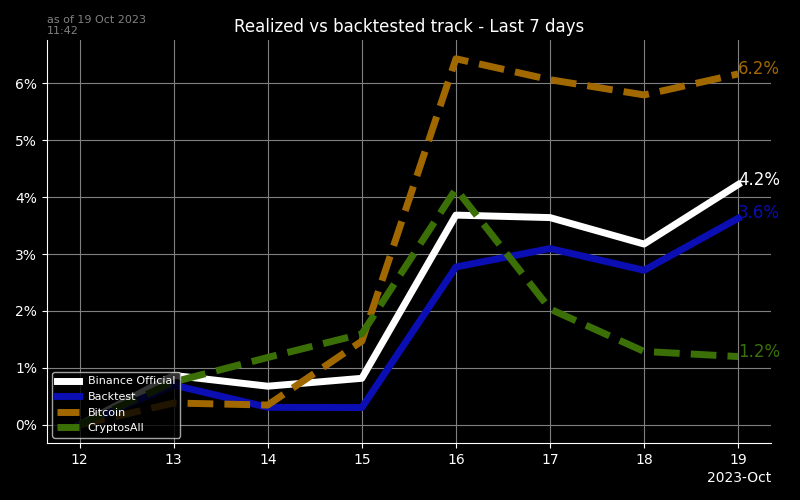 as of 19 Oct 2023
11:42
Realized vs backtested track - Last 7 days
6%
5%
4%
3%
2%
1%
0%
6.2%
4.2%
3.6%
1.2%
Binance Official
Backtest
Bitcoin
CryptosAll
12 13 14 15 16 17 18 19
2023-Oct